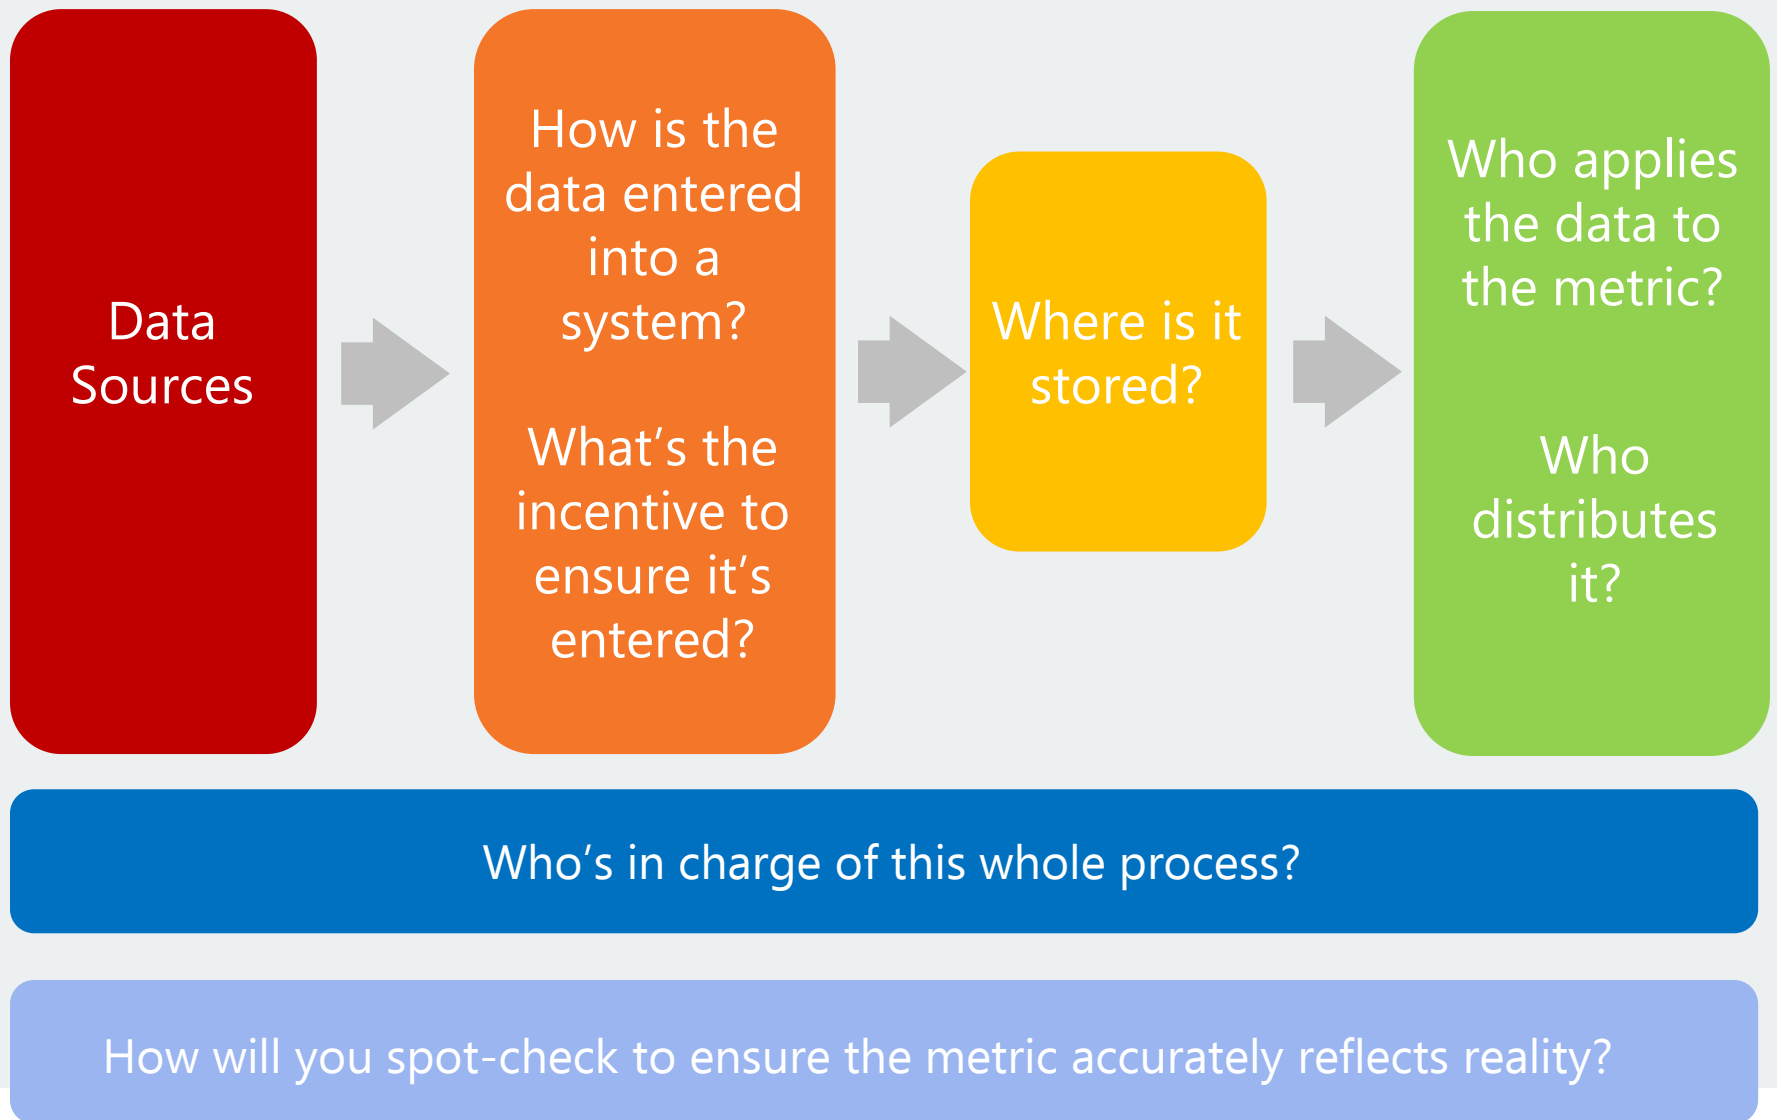 Data
Sources
How is the
data entered
into a
system?
What’s the
incentive to
ensure it’s
entered?
Where is it
stored?
Who applies
the data to
the metric?
Who
distributes
it?
Who’s in charge of this whole process?
How will you spot-check to ensure the metric accurately reflects reality?